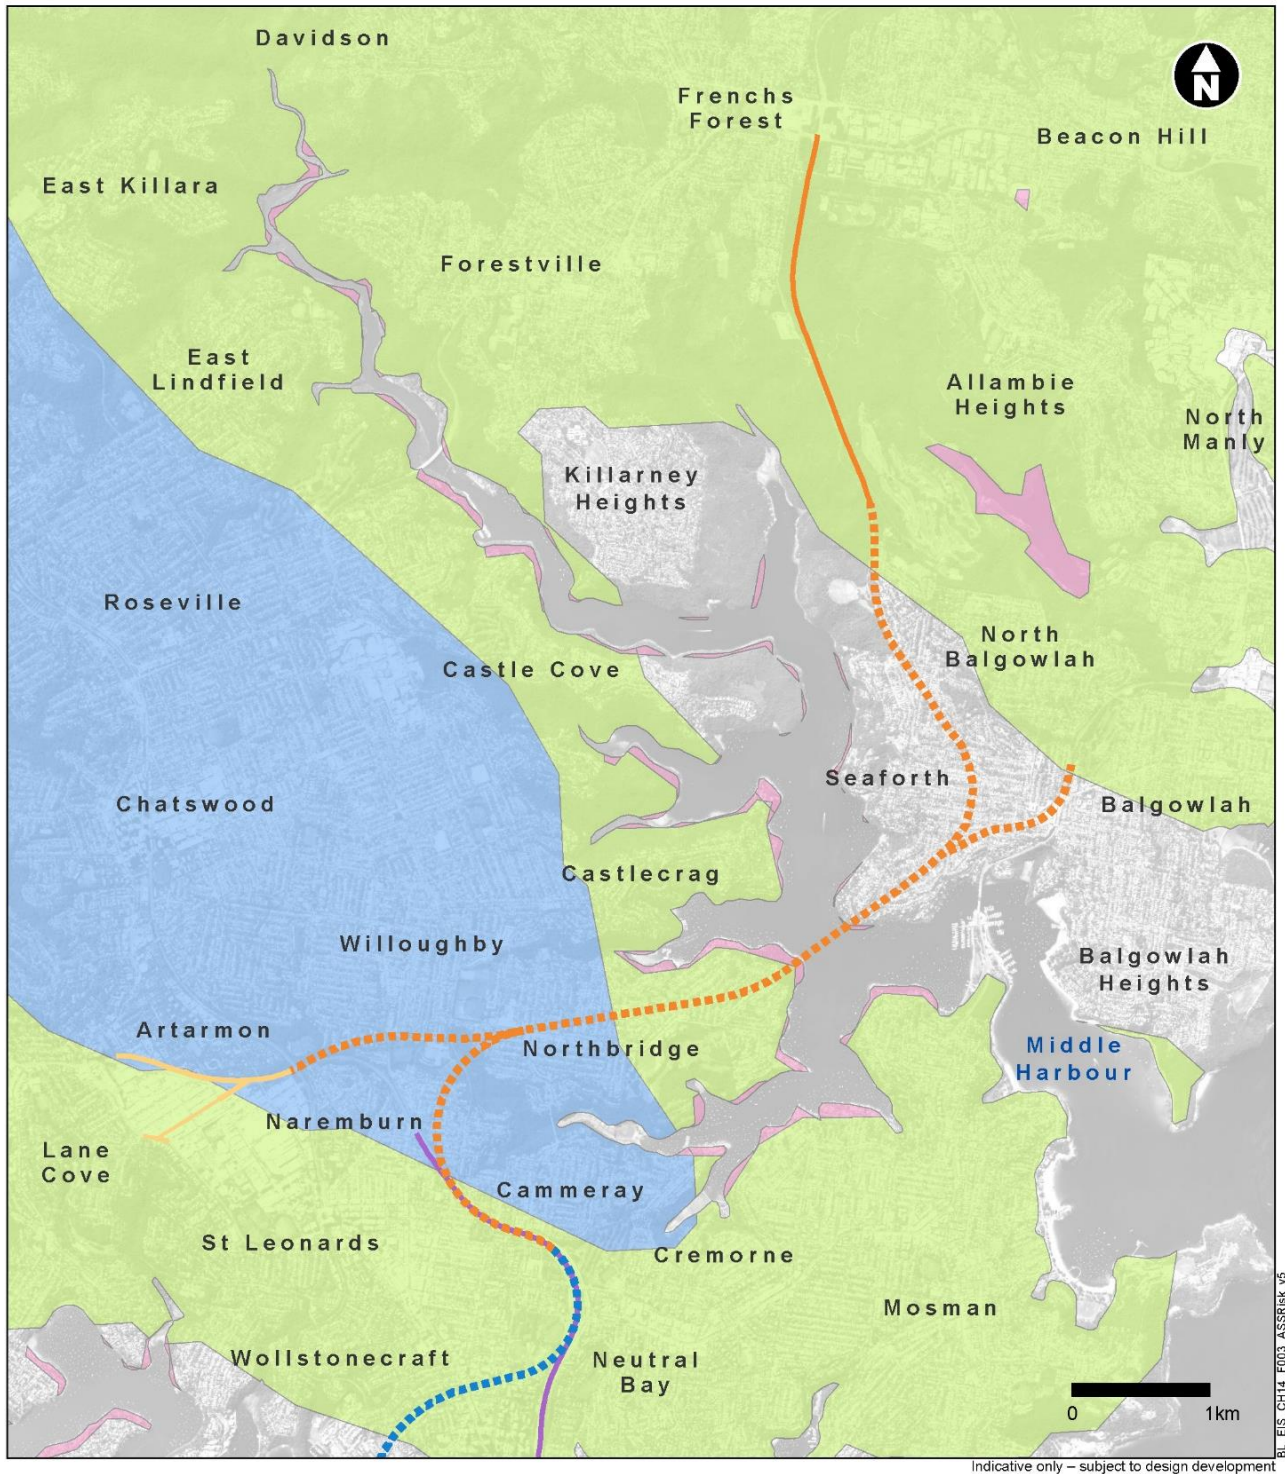 Davidson
Frenchs
Forest
N
Beacon Hill
East Killara
Forestville
East
Lindfield
Allambie
Heights
North
Manly
Killarney
Heights
Roseville
North
Balgowlah
Castle Cove
Seaforth
Chatswood
Balgowlah
Castlecrag
Willoughby
Balgowlah
Heights
Artarmon
Northbridge
Middle
Harbour
Naremburn
Lane
Cove
Cammeray
St Leonards
Cremorne
Mosman
Wollstonecraft
Neutral
Bay
0 1km
BL_EIS_CH14_F003_ASSRisk_v5
Indicative only – subject to design development